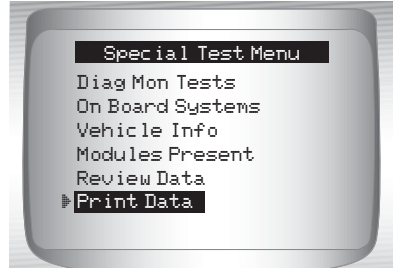 Special Test Menu
Diag Mon Tests
On Board Systems
Vehicle Info
Modules Present
Review Data
Print Data